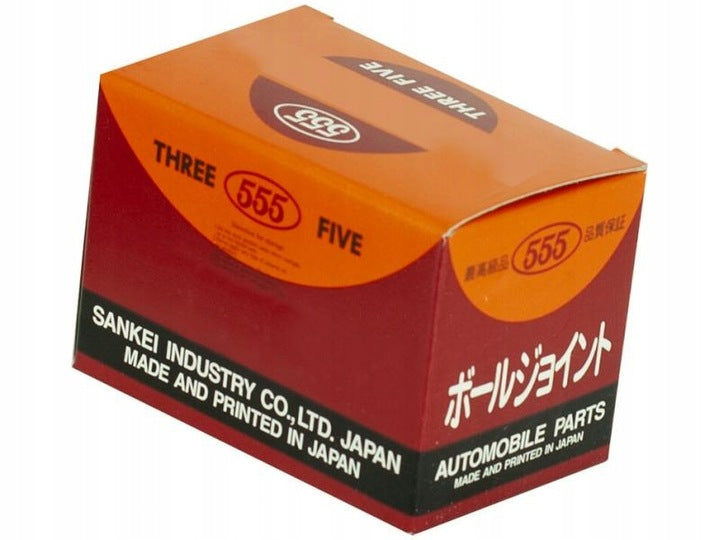 THREE FIVE
555
THREE 555 FIVE
SANKEI INDUSTRY CO., LTD. JAPAN
MADE AND PRINTED IN JAPAN
最高級品 555 品質保証
ボールジョイント
AUTOMOBILE PARTS
MADE AND PRINTED IN JAPAN